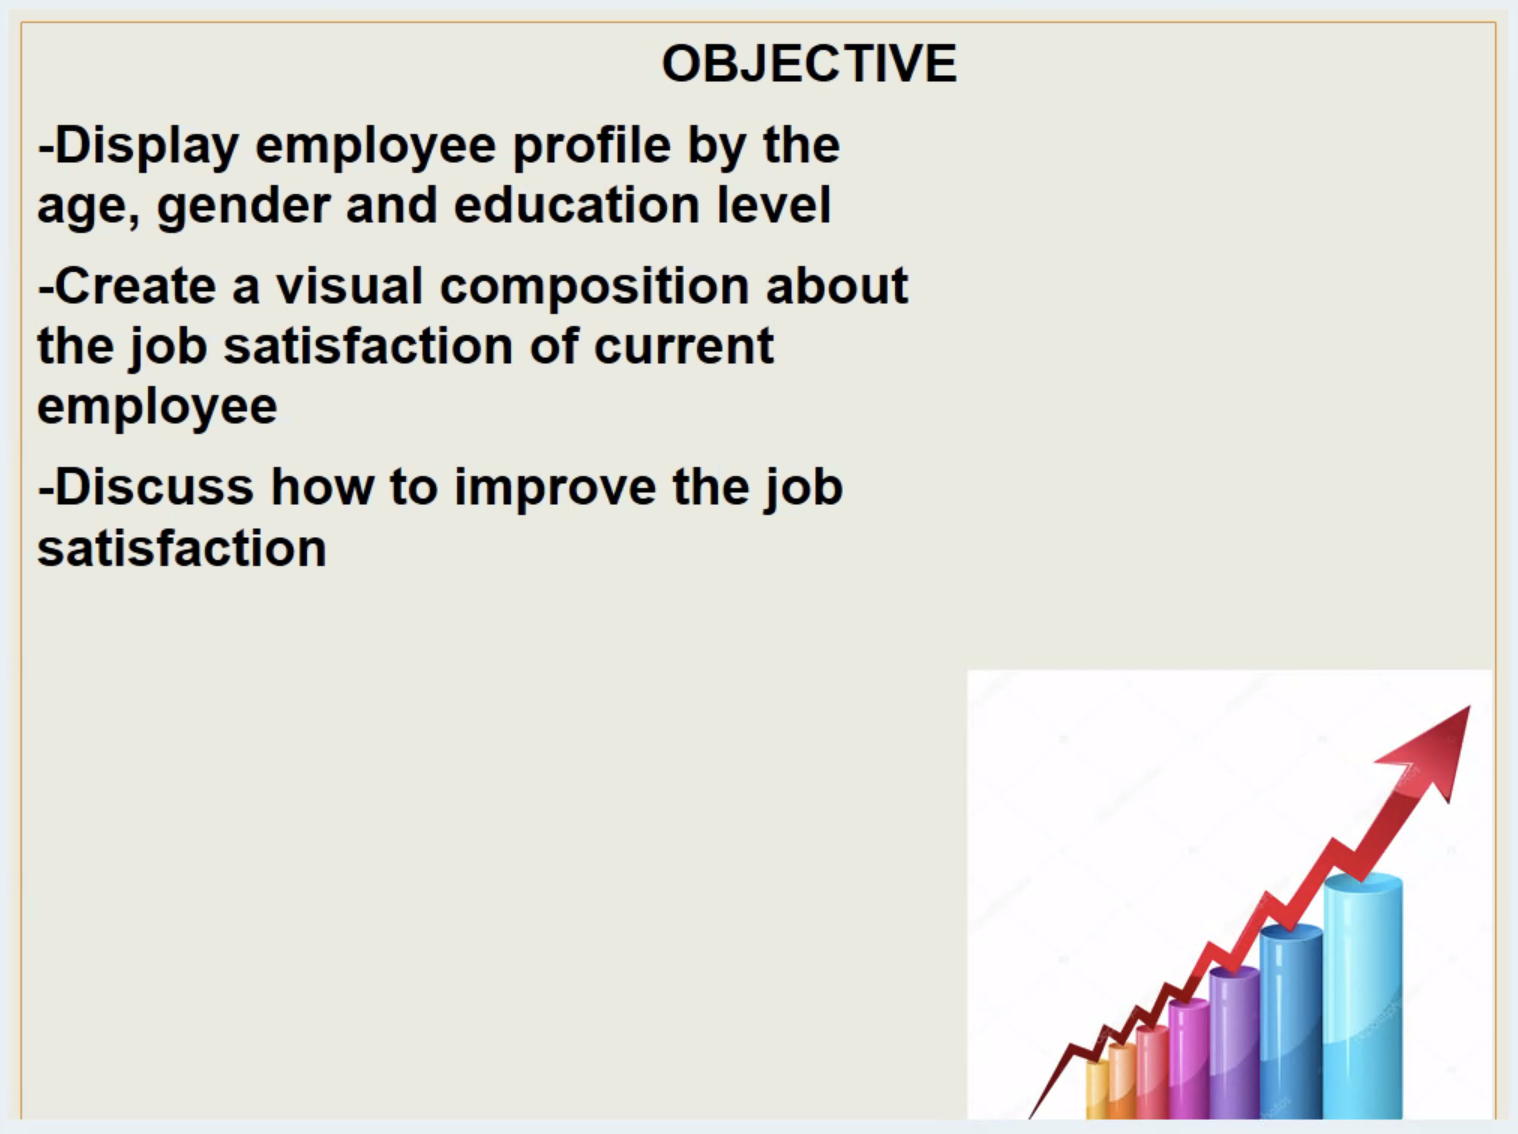 OBJECTIVE
-Display employee profile by the
age, gender and education level
-Create a visual composition about
the job satisfaction of current
employee
-Discuss how to improve the job
satisfaction